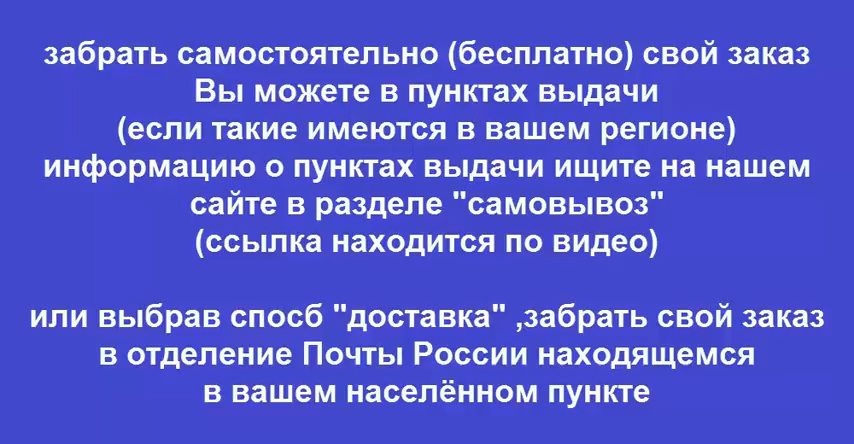 забрать самостоятельно (бесплатно) свой заказ
Вы можете в пунктах выдачи
(если такие имеются в вашем регионе)
информацию о пунктах выдачи ищите на нашем
сайте в разделе "самовывоз"
(ссылка находится по видео)
или выбрав спосб "доставка" ,забрать свой заказ
в отделение Почты России находящемся
в вашем населённом пункте